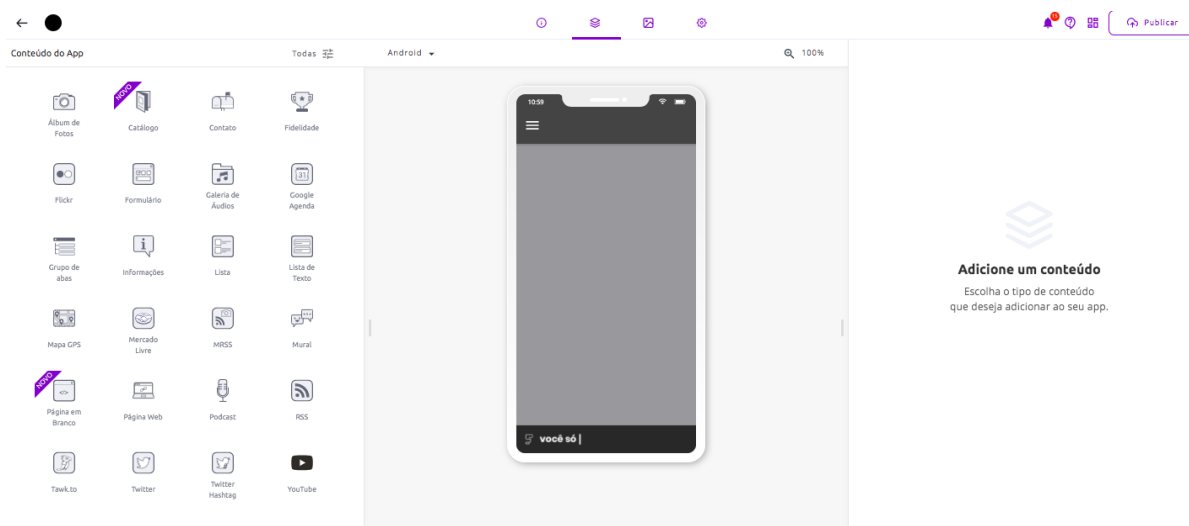 Publicar
Conteúdo do App
Todas
Android
100%
NOVO
Álbum de
Fotos
Catálogo
Contato
Fidelidade
10:59
Flickr
Formulário
Galeria de
Áudios
31
Google
Agenda
Grupo de
abas
Informações
Lista
Lista de
Texto
Adicione um conteúdo
Escolha o tipo de conteúdo
que deseja adicionar ao seu app.
Mapa GPS
Mercado
Livre
MRSS
Mural
NOVO
Página em
Branco
Página Web
Podcast
RSS
você só |
Tawk.to
Twitter
Twitter
Hashtag
YouTube